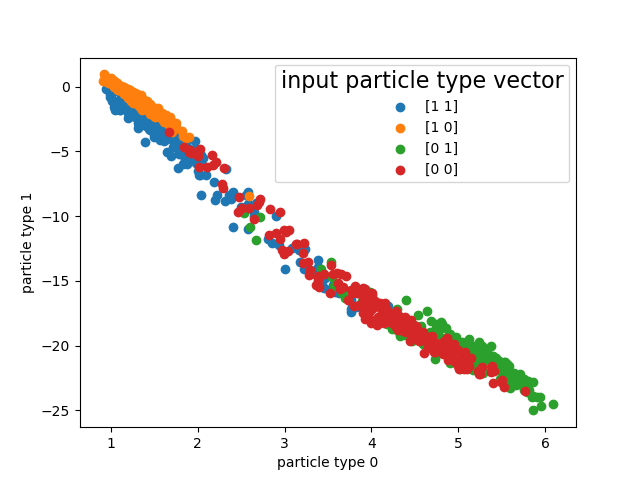 input particle type vector
[1 1]
[1 0]
[0 1]
[0 0]
0
−5
−10
−15
−20
−25
particle type 1
1 2 3 4 5 6
particle type 0